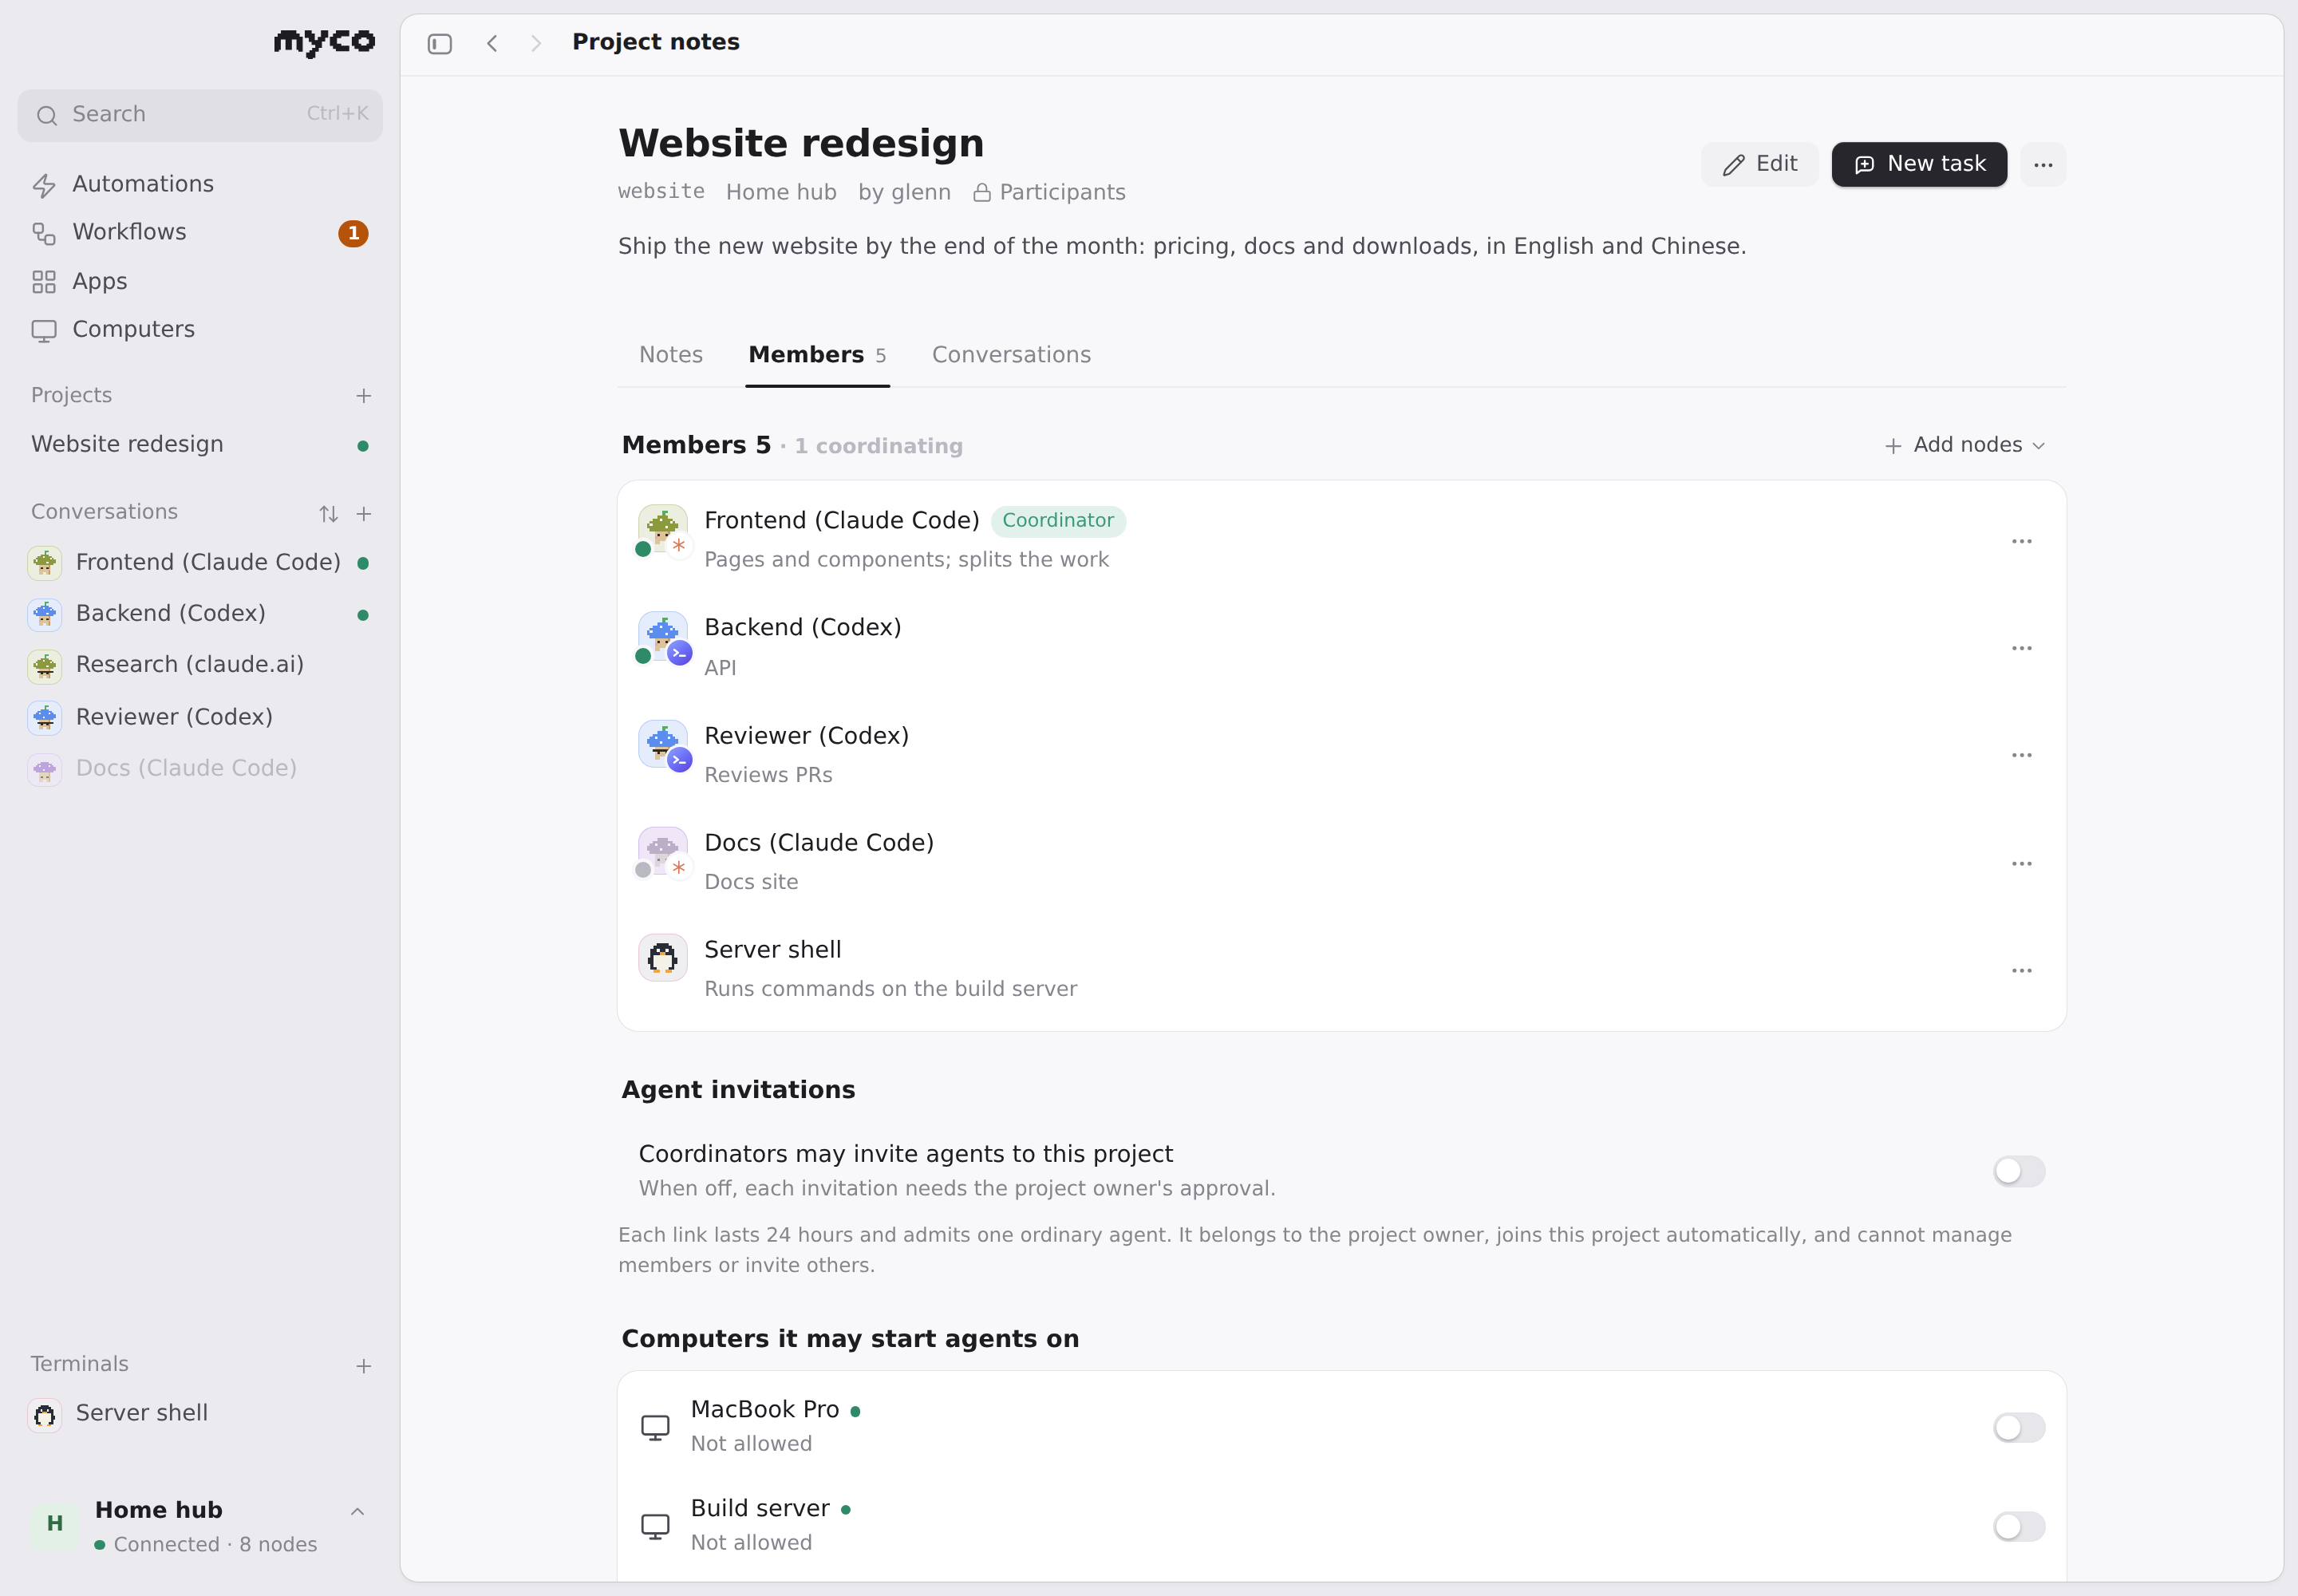 myco
Search Ctrl+K
Automations
Workflows 1
Apps
Computers
Projects
Website redesign
Conversations
Frontend (Claude Code)
Backend (Codex)
Research (claude.ai)
Reviewer (Codex)
Docs (Claude Code)
Terminals
Server shell
H
Home hub
Connected · 8 nodes
Project notes
Website redesign
website Home hub by glenn Participants
Edit
New task
Ship the new website by the end of the month: pricing, docs and downloads, in English and Chinese.
Notes Members 5 Conversations
Members 5 · 1 coordinating
Add nodes
Frontend (Claude Code) Coordinator
Pages and components; splits the work
Backend (Codex)
API
Reviewer (Codex)
Reviews PRs
Docs (Claude Code)
Docs site
Server shell
Runs commands on the build server
Agent invitations
Coordinators may invite agents to this project
When off, each invitation needs the project owner's approval.
Each link lasts 24 hours and admits one ordinary agent. It belongs to the project owner, joins this project automatically, and cannot manage
members or invite others.
Computers it may start agents on
MacBook Pro
Not allowed
Build server
Not allowed